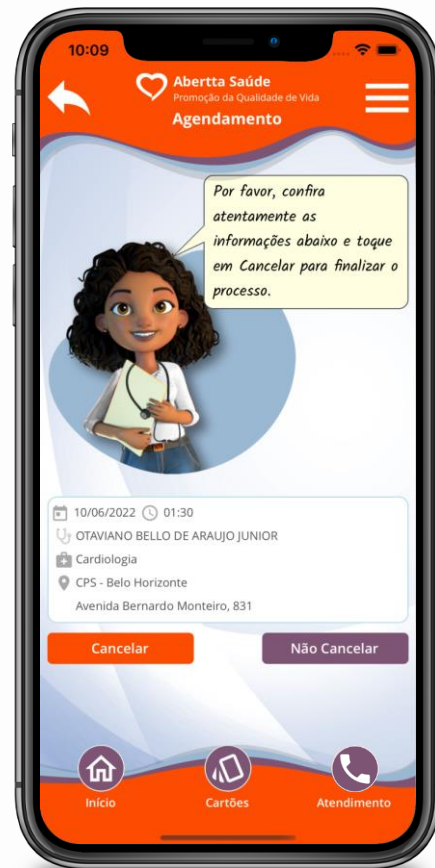 10:09
Abertta Saúde
Promoção da Qualidade de Vida
Agendamento
Por favor, confira
atentamente as
informações abaixo e toque
em Cancelar para finalizar o
processo.
10/06/2022 01:30
OTAVIANO BELLO DE ARAUJO JUNIOR
Cardiologia
CPS - Belo Horizonte
Avenida Bernardo Monteiro, 831
Cancelar Não Cancelar
Início Cartões Atendimento